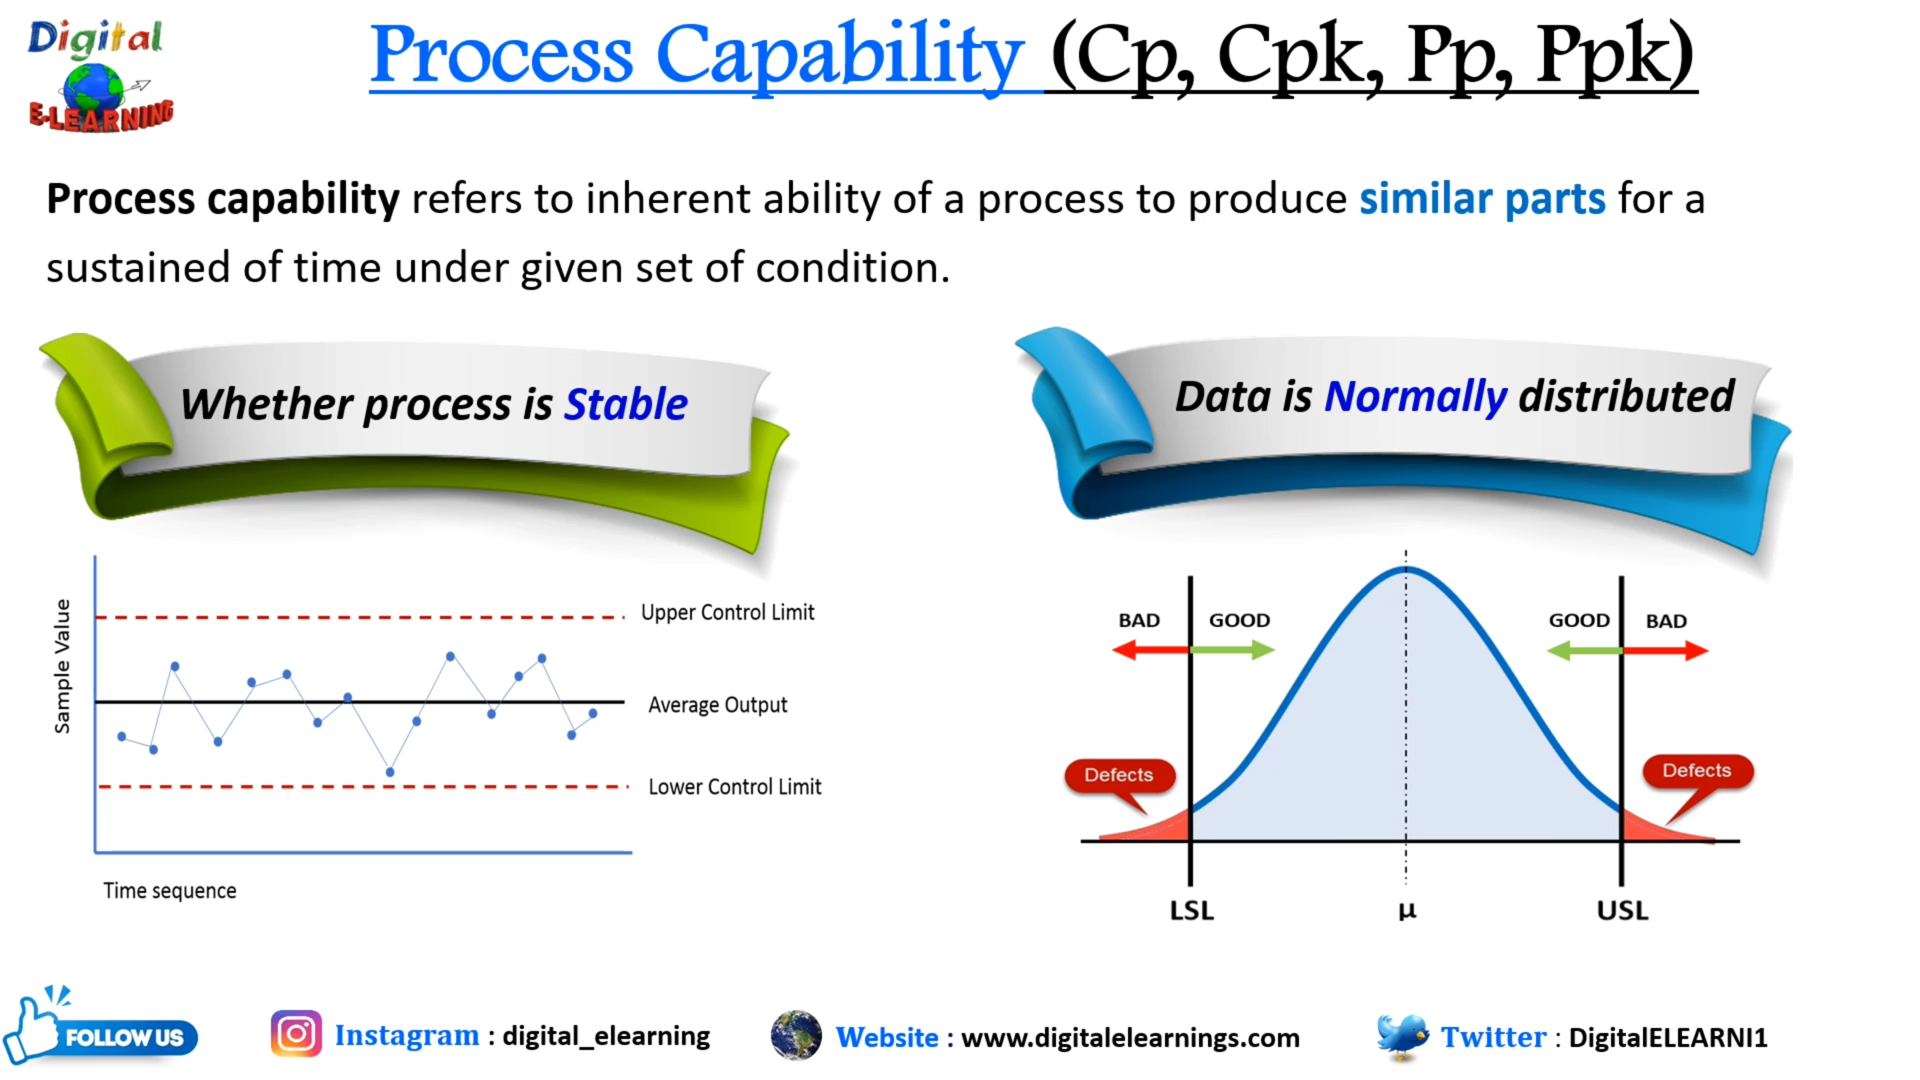 Digital
E-LEARNING
Process Capability (Cp, Cpk, Pp, Ppk)
Process capability refers to inherent ability of a process to produce similar parts for a
sustained of time under given set of condition.
Whether process is Stable
Data is Normally distributed
Sample Value
Upper Control Limit
Average Output
Lower Control Limit
Time sequence
BAD GOOD GOOD BAD
Defects Defects
LSL μ USL
FOLLOW US
Instagram : digital_elearning
Website : www.digitalelearnings.com
Twitter : DigitalELEARNI1